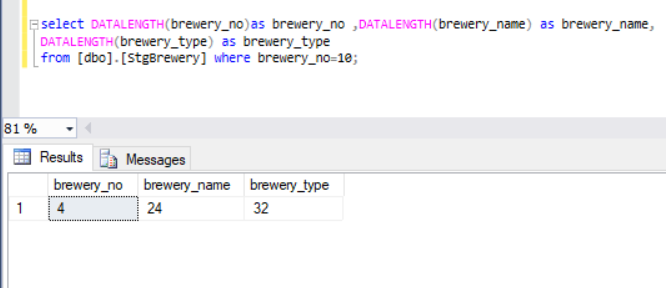 select DATALENGTH(brewery_no)as brewery_no ,DATALENGTH(brewery_name) as brewery_name,
DATALENGTH(brewery_type) as brewery_type
from [dbo].[StgBrewery] where brewery_no=10;
81 %
Results Messages
brewery_no brewery_name brewery_type
1 4 24 32